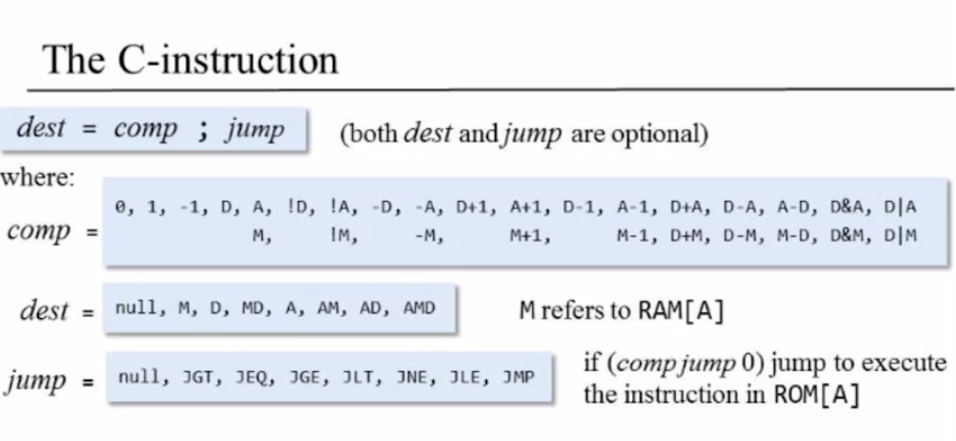 The C-instruction
dest = comp ; jump (both dest and jump are optional)
where:
comp = 0, 1, -1, D, A, !D, !A, -D, -A, D+1, A+1, D-1, A-1, D+A, D-A, A-D, D&A, D|A
M, !M, -M, M+1, M-1, D+M, D-M, M-D, D&M, D|M
dest = null, M, D, MD, A, AM, AD, AMD M refers to RAM[A]
jump = null, JGT, JEQ, JGE, JLT, JNE, JLE, JMP if (comp jump 0) jump to execute
the instruction in ROM[A]